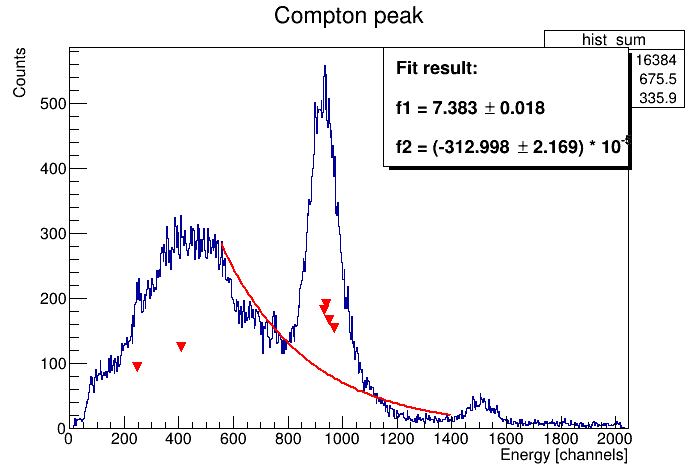 Compton peak
hist_sum
16384
675.5
335.9
Fit result:
f1 = 7.383 ± 0.018
f2 = (-312.998 ± 2.169) * 10
Counts
500
400
300
200
100
0
0 200 400 600 800 1000 1200 1400 1600 1800 2000
Energy [channels]